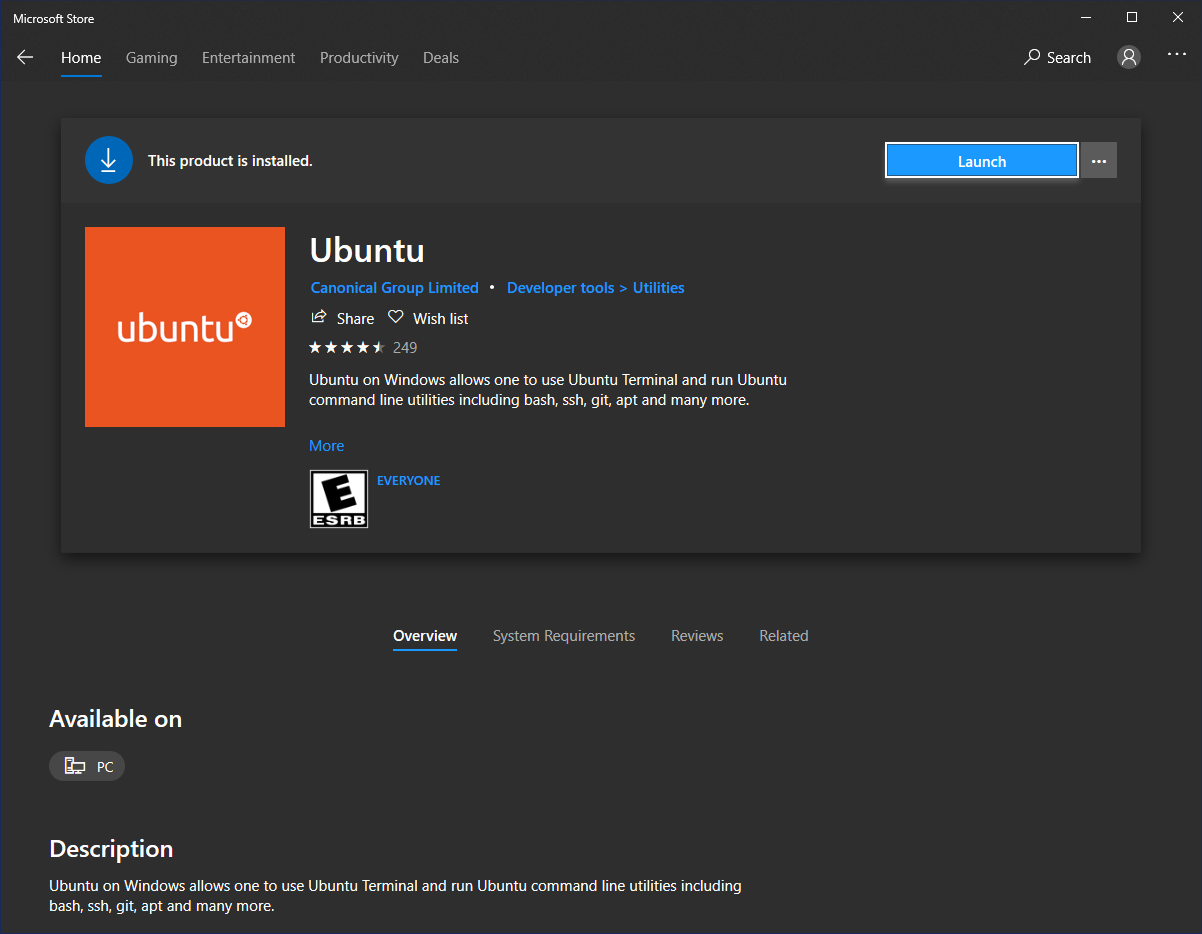 Microsoft Store
Home Gaming Entertainment Productivity Deals Search
This product is installed. Launch
ubuntu
Ubuntu
Canonical Group Limited • Developer tools > Utilities
Share Wish list
249
Ubuntu on Windows allows one to use Ubuntu Terminal and run Ubuntu
command line utilities including bash, ssh, git, apt and many more.
More
E
ESRB
EVERYONE
Overview System Requirements Reviews Related
Available on
PC
Description
Ubuntu on Windows allows one to use Ubuntu Terminal and run Ubuntu command line utilities including
bash, ssh, git, apt and many more.